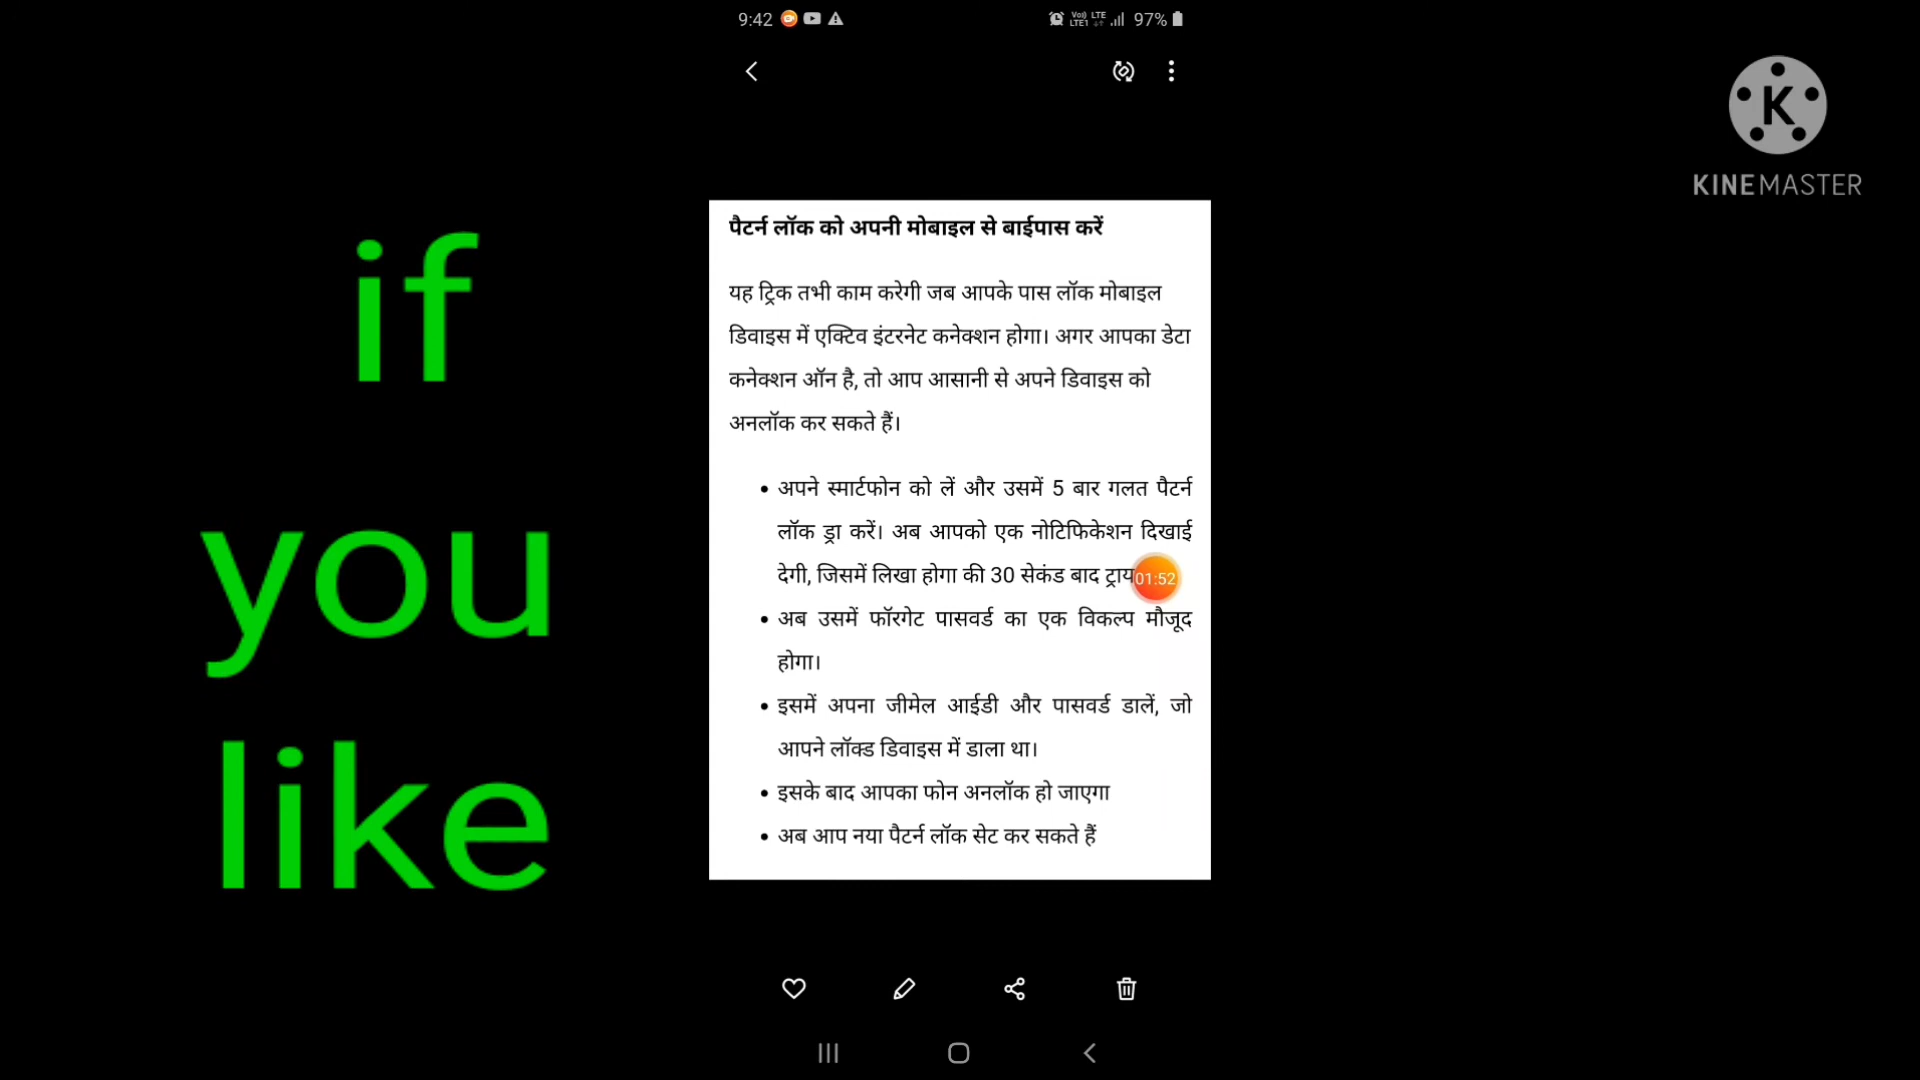 9:42
Vo)) LTE
LTE1
97%
KINEMASTER
if
you
like
पैटर्न लॉक को अपनी मोबाइल से बाईपास करें
यह ट्रिक तभी काम करेगी जब आपके पास लॉक मोबाइल
डिवाइस में एक्टिव इंटरनेट कनेक्शन होगा। अगर आपका डेटा
कनेक्शन ऑन है, तो आप आसानी से अपने डिवाइस को
अनलॉक कर सकते हैं।
• अपने स्मार्टफोन को लें और उसमें 5 बार गलत पैटर्न
लॉक ड्रा करें। अब आपको एक नोटिफिकेशन दिखाई
देगी, जिसमें लिखा होगा की 30 सेकंड बाद ट्राय
01:52
• अब उसमें फॉरगेट पासवर्ड का एक विकल्प मौजूद
होगा।
• इसमें अपना जीमेल आईडी और पासवर्ड डालें, जो
आपने लॉक्ड डिवाइस में डाला था।
• इसके बाद आपका फोन अनलॉक हो जाएगा
• अब आप नया पैटर्न लॉक सेट कर सकते हैं